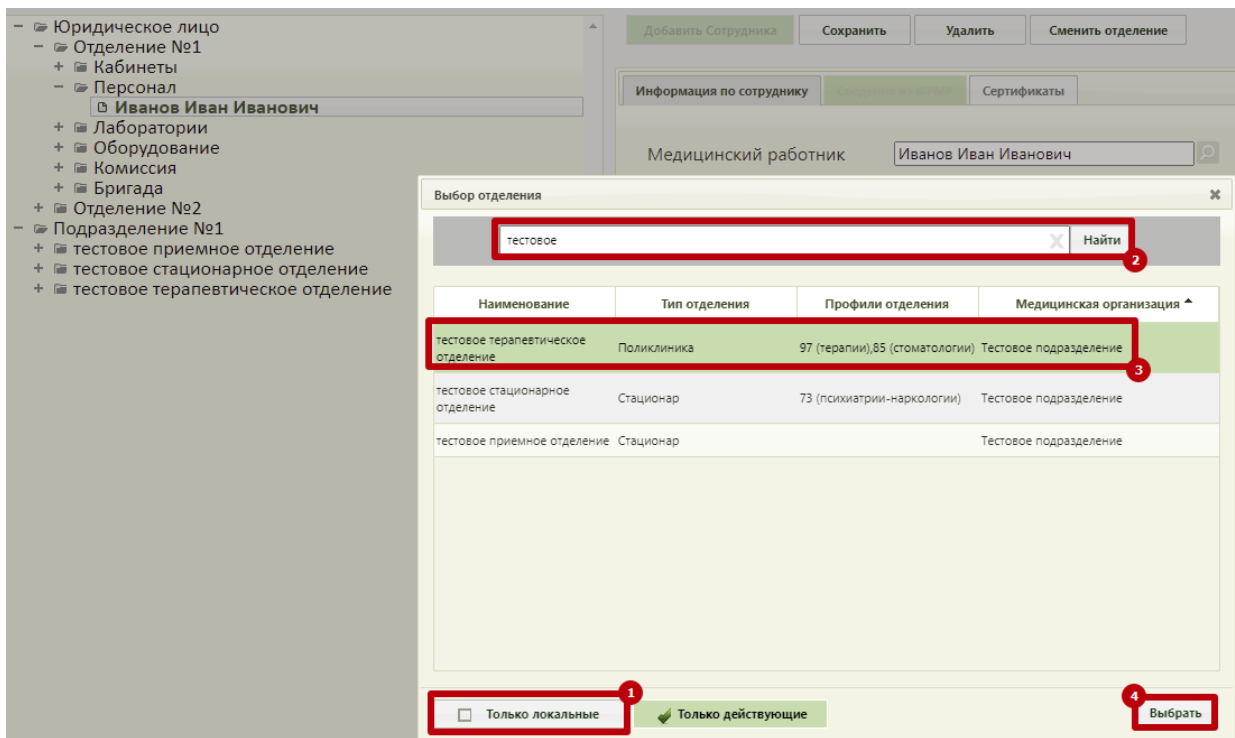 Юридическое лицо
Отделение №1
Кабинеты
Персонал
Иванов Иван Иванович
Лаборатории
Оборудование
Комиссия
Бригада
Отделение №2
Подразделение №1
тестовое приемное отделение
тестовое стационарное отделение
тестовое терапевтическое отделение
Добавить Сотрудника Сохранить Удалить Сменить отделение
Информация по сотруднику Сертификаты
Медицинский работник Иванов Иван Иванович
Выбор отделения
тестовое Найти
2
Наименование Тип отделения Профили отделения Медицинская организация
тестовое терапевтическое отделение Поликлиника 97 (терапии),85 (стоматологии) Тестовое подразделение
3
тестовое стационарное отделение Стационар 73 (психиатрии-наркологии) Тестовое подразделение
тестовое приемное отделение Стационар Тестовое подразделение
1
Только локальные Только действующие
4
Выбрать